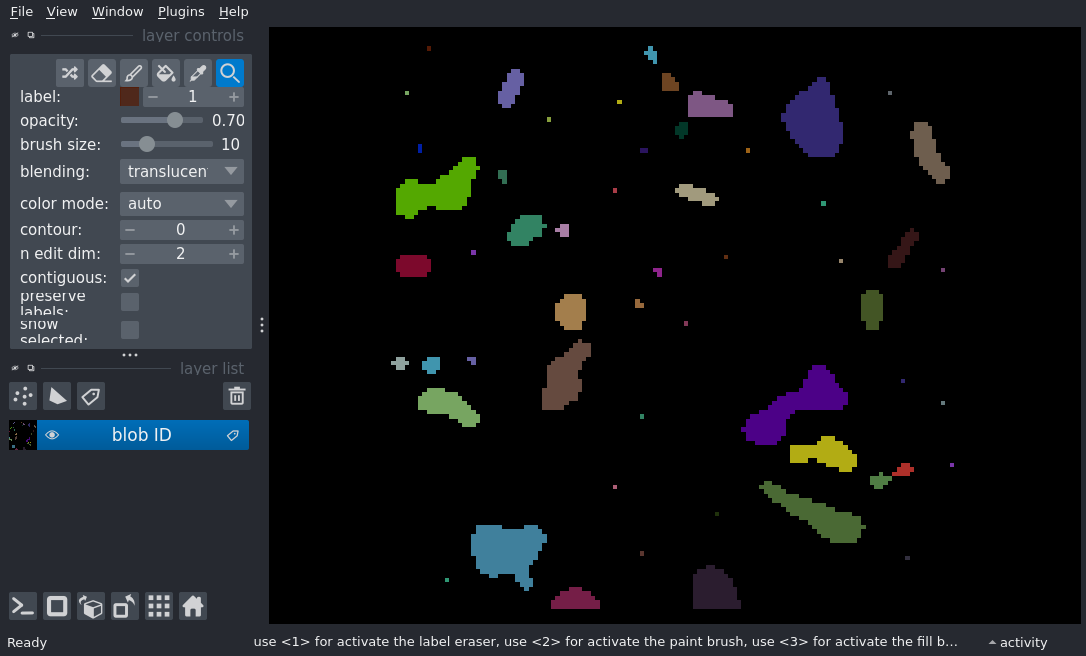 File View Window Plugins Help
layer controls
label: 1
opacity: 0.70
brush size: 10
blending: translucen
color mode: auto
contour: 0
n edit dim: 2
contiguous:
preserve
labels:
show
selected:
layer list
blob ID
Ready use <1> for activate the label eraser, use <2> for activate the paint brush, use <3> for activate the fill b... activity